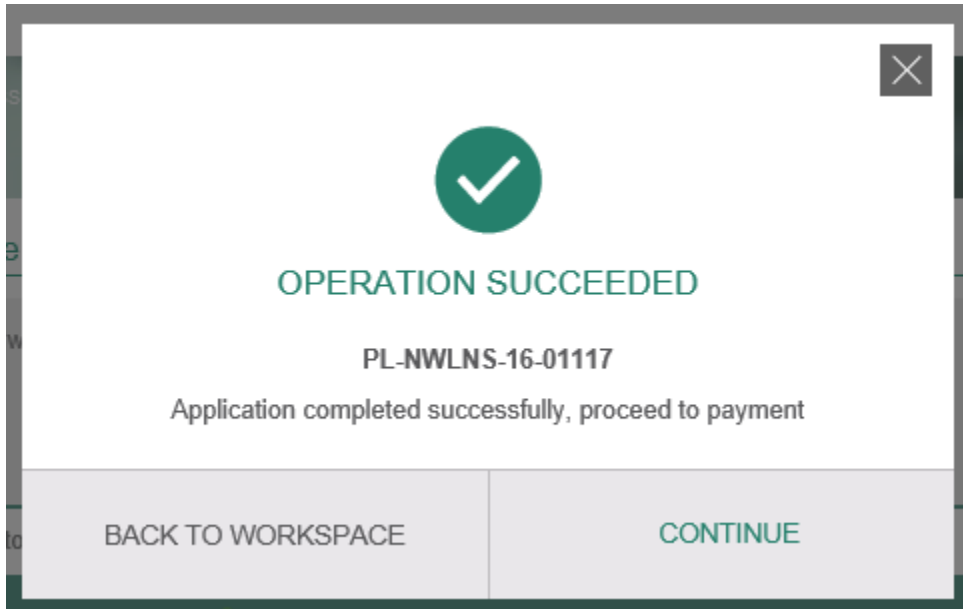 OPERATION SUCCEEDED
PL-NWLNS-16-01117
Application completed successfully, proceed to payment
BACK TO WORKSPACE
CONTINUE